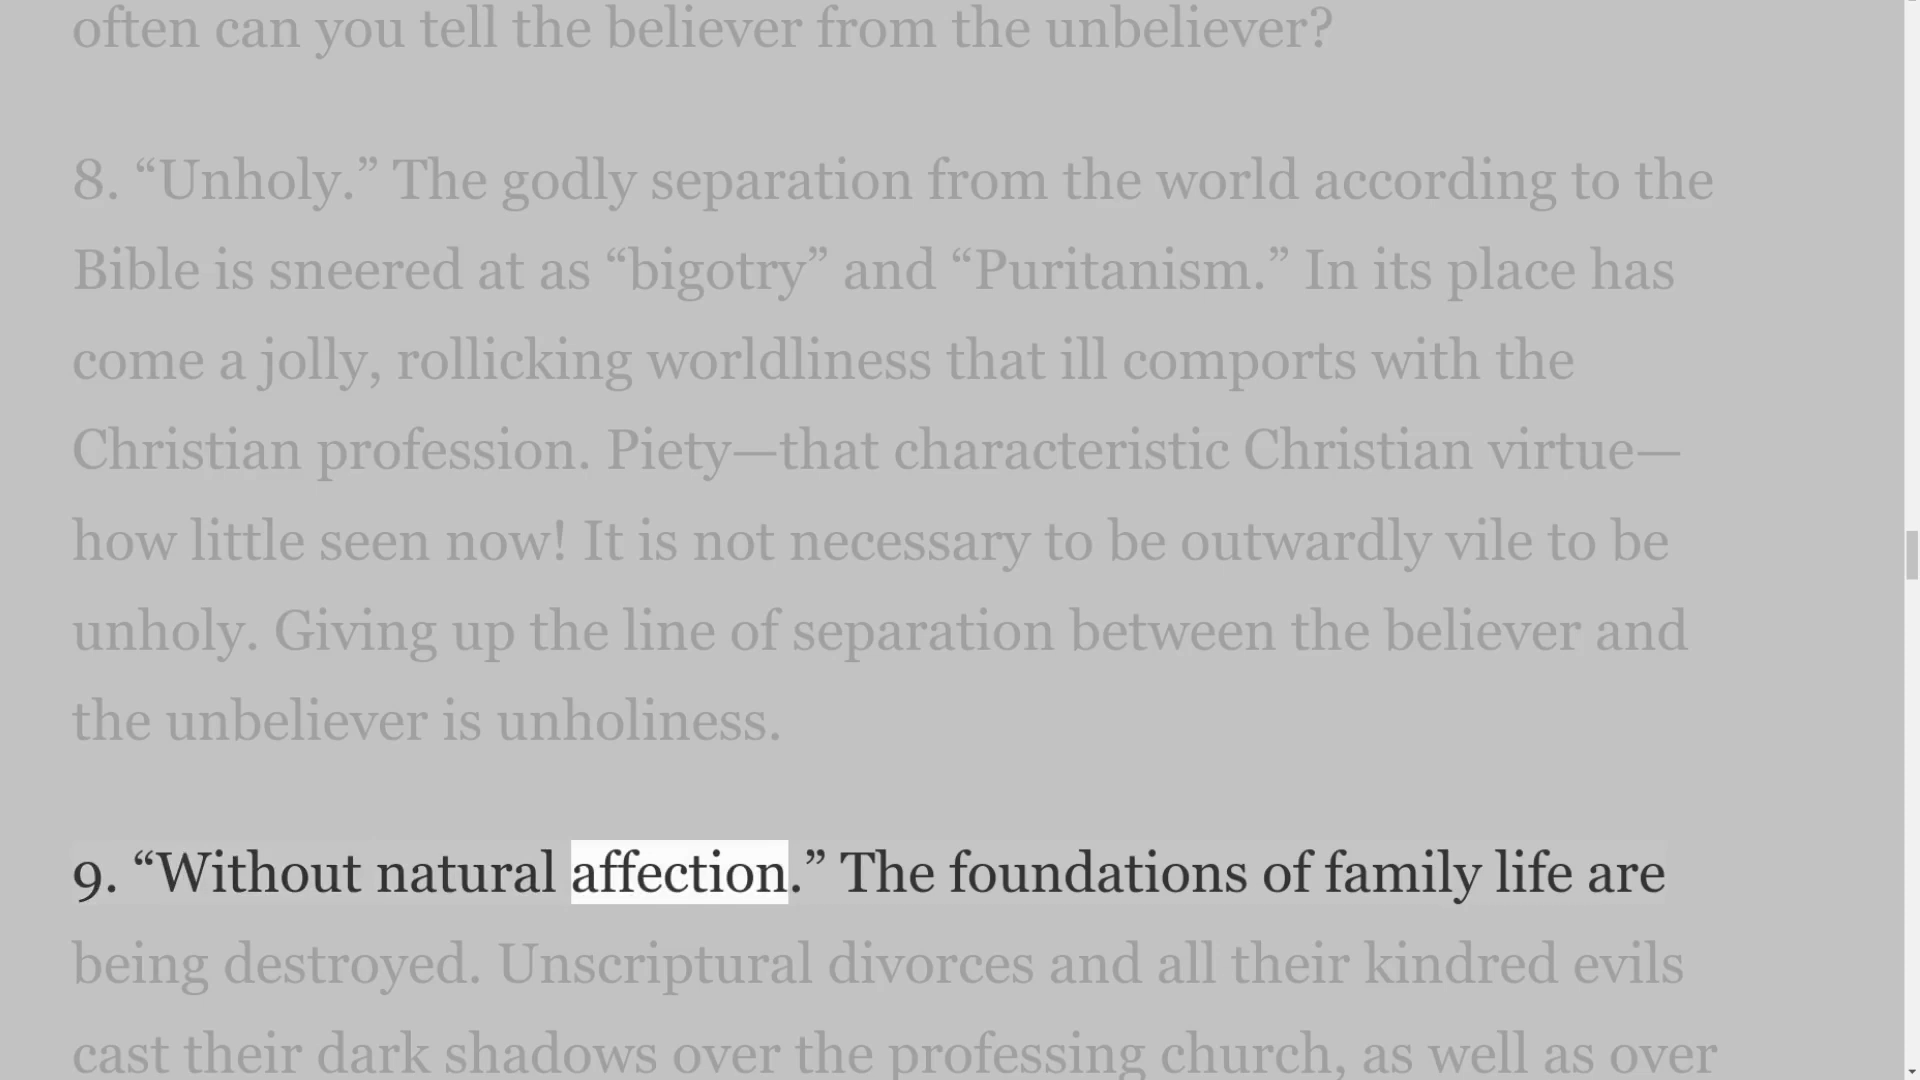 often can you tell the believer from the unbeliever?
8. “Unholy.” The godly separation from the world according to the
Bible is sneered at as “bigotry” and “Puritanism.” In its place has
come a jolly, rollicking worldliness that ill comports with the
Christian profession. Piety—that characteristic Christian virtue—
how little seen now! It is not necessary to be outwardly vile to be
unholy. Giving up the line of separation between the believer and
the unbeliever is unholiness.
9. “Without natural affection.” The foundations of family life are
being destroyed. Unscriptural divorces and all their kindred evils
cast their dark shadows over the professing church, as well as over